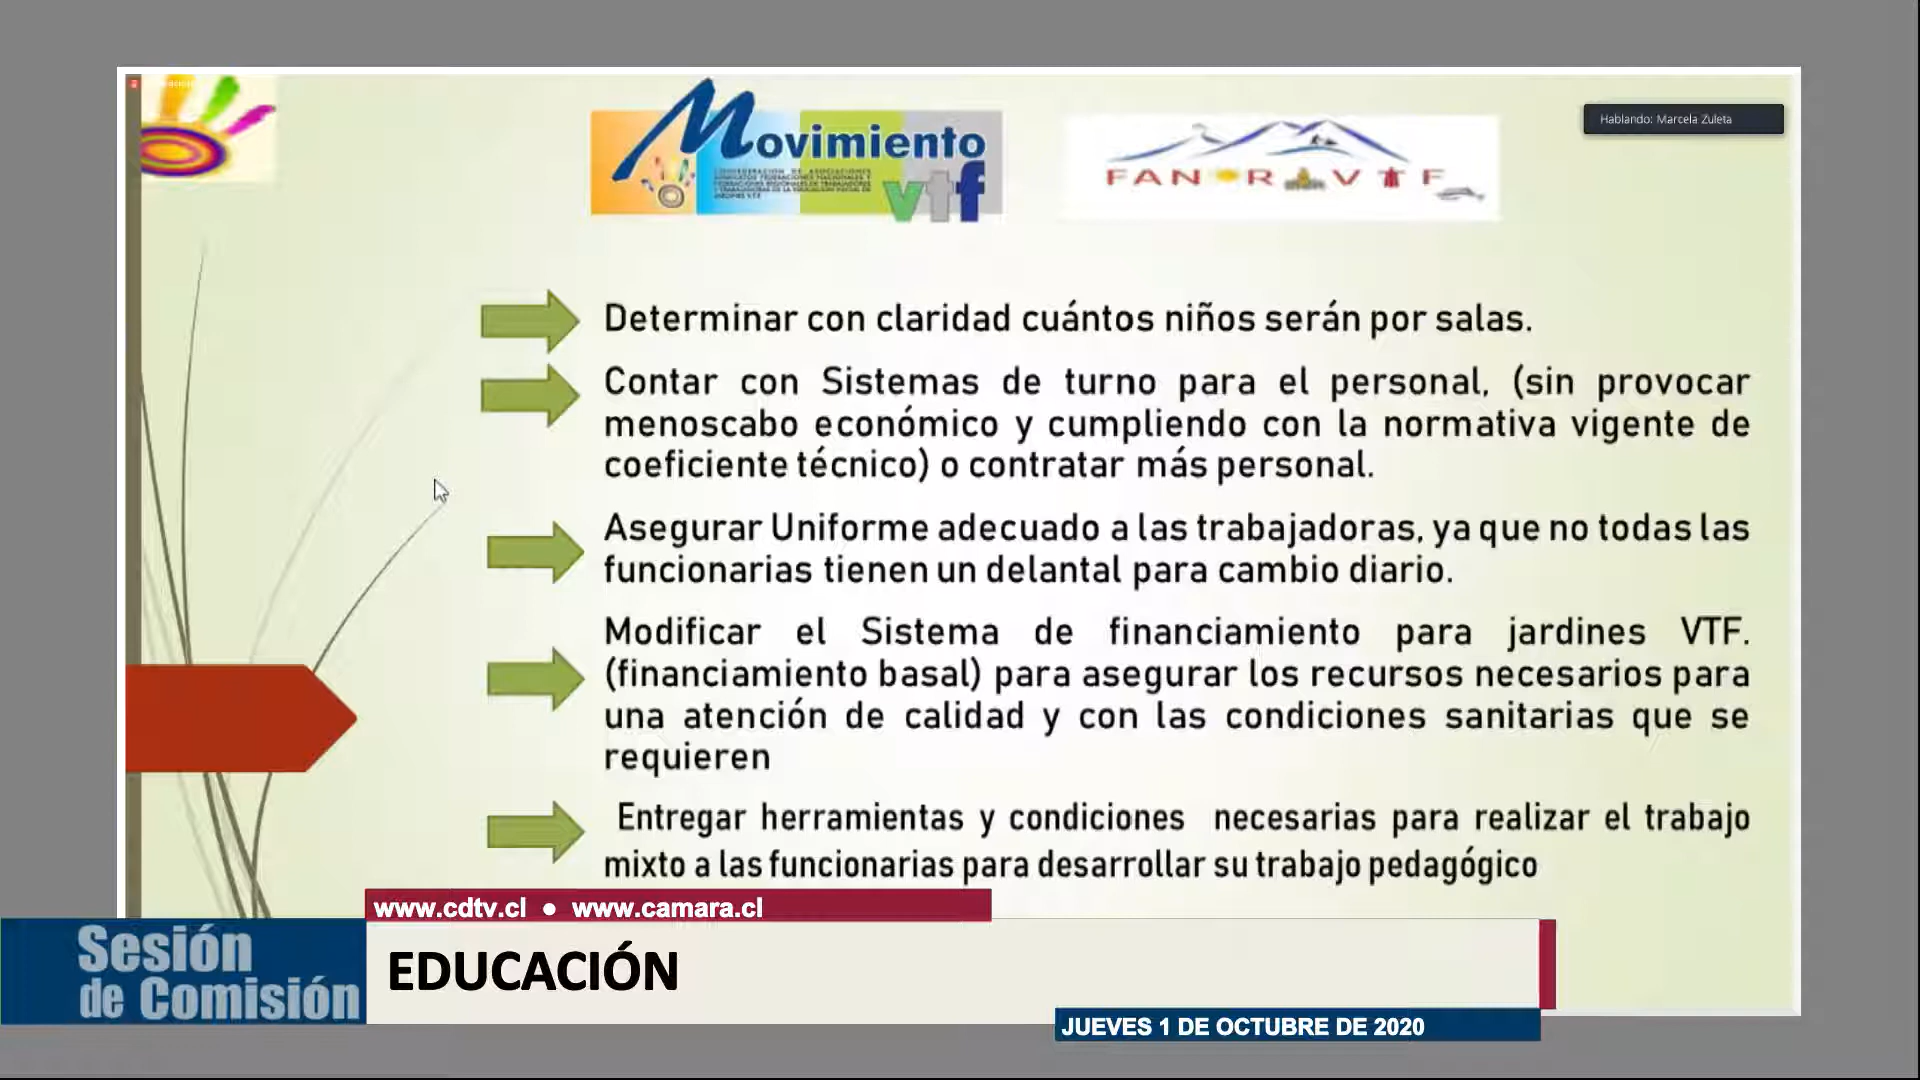 Movimiento
vtf
FAN R VTF
Hablando: Marcela Zuleta
Determinar con claridad cuántos niños serán por salas.
Contar con Sistemas de turno para el personal, (sin provocar
menoscabo económico y cumpliendo con la normativa vigente de
coeficiente técnico) o contratar más personal.
Asegurar Uniforme adecuado a las trabajadoras, ya que no todas las
funcionarias tienen un delantal para cambio diario.
Modificar el Sistema de financiamiento para jardines VTF.
(financiamiento basal) para asegurar los recursos necesarios para
una atención de calidad y con las condiciones sanitarias que se
requieren
Entregar herramientas y condiciones necesarias para realizar el trabajo
mixto a las funcionarias para desarrollar su trabajo pedagógico
www.cdtv.cl • www.camara.cl
Sesión
de Comisión
EDUCACIÓN
JUEVES 1 DE OCTUBRE DE 2020